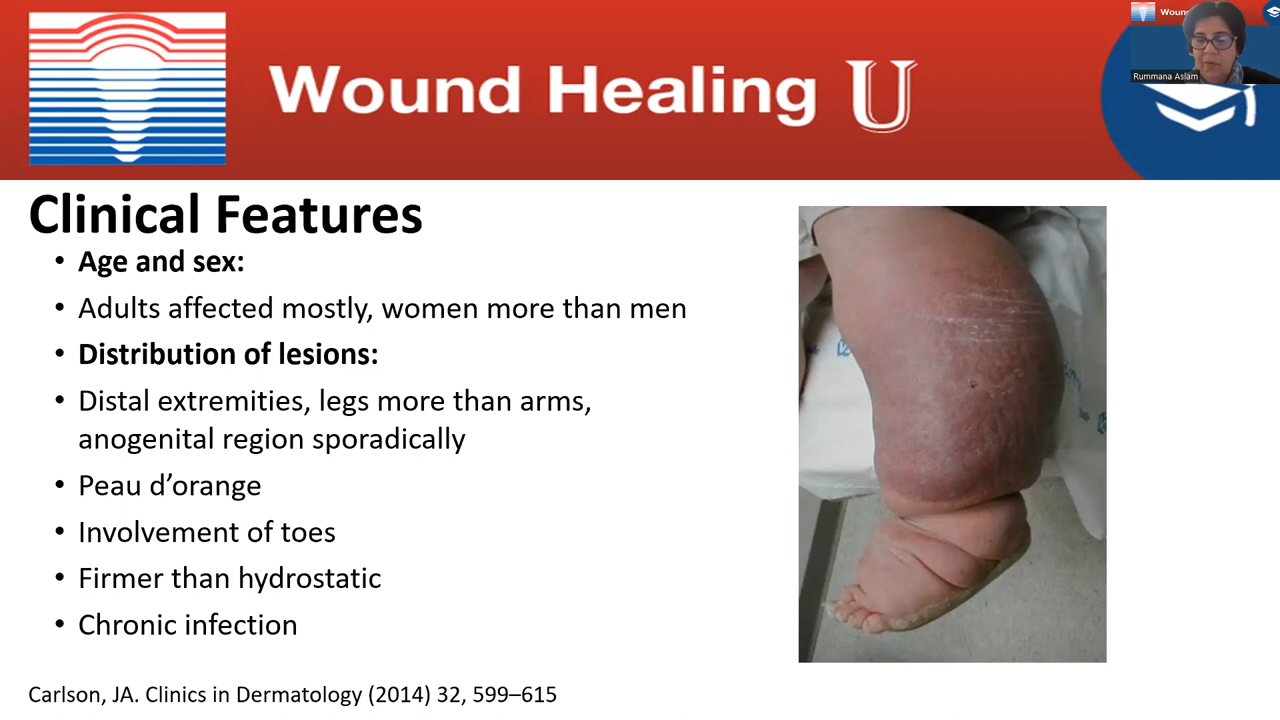 Wound Healing U
Rummana Aslam
Clinical Features
• Age and sex:
• Adults affected mostly, women more than men
• Distribution of lesions:
• Distal extremities, legs more than arms,
anogenital region sporadically
• Peau d’orange
• Involvement of toes
• Firmer than hydrostatic
• Chronic infection
Carlson, JA. Clinics in Dermatology (2014) 32, 599–615